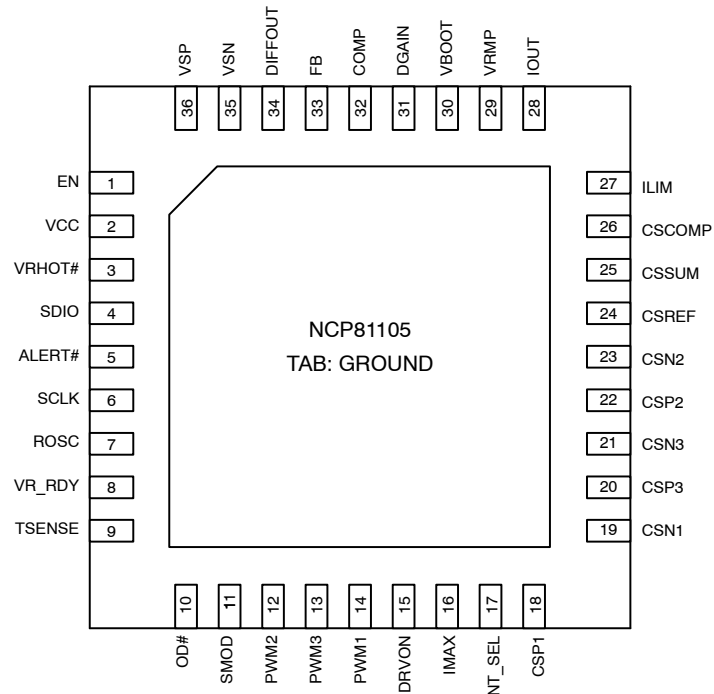 VSP
VSN
DIFFOUT
FB
COMP
DGAIN
VBOOT
VRMP
IOUT
36
35
34
33
32
31
30
29
28
EN 1
VCC 2
VRHOT# 3
SDIO 4
ALERT# 5
SCLK 6
ROSC 7
VR_RDY 8
TSENSE 9
NCP81105
TAB: GROUND
27 ILIM
26 CSCOMP
25 CSSUM
24 CSREF
23 CSN2
22 CSP2
21 CSN3
20 CSP3
19 CSN1
10
11
12
13
14
15
16
17
18
OD#
SMOD
PWM2
PWM3
PWM1
DRVON
IMAX
NT_SEL
CSP1